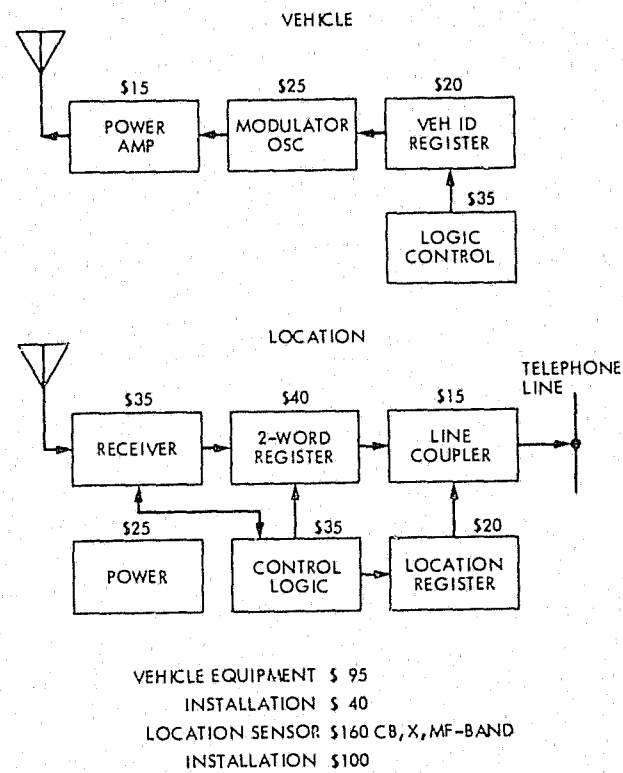 VEHICLE
$15
$25
$20
POWER
AMP
MODULATOR
OSC
VEH ID
REGISTER
$35
LOGIC
CONTROL
LOCATION
TELEPHONE
LINE
$35
$40
$15
RECEIVER
2-WORD
REGISTER
LINE
COUPLER
$25
$35
$20
POWER
CONTROL
LOGIC
LOCATION
REGISTER
VEHICLE EQUIPMENT $ 95
INSTALLATION $ 40
LOCATION SENSOR $160 CB, X, MF-BAND
INSTALLATION $100